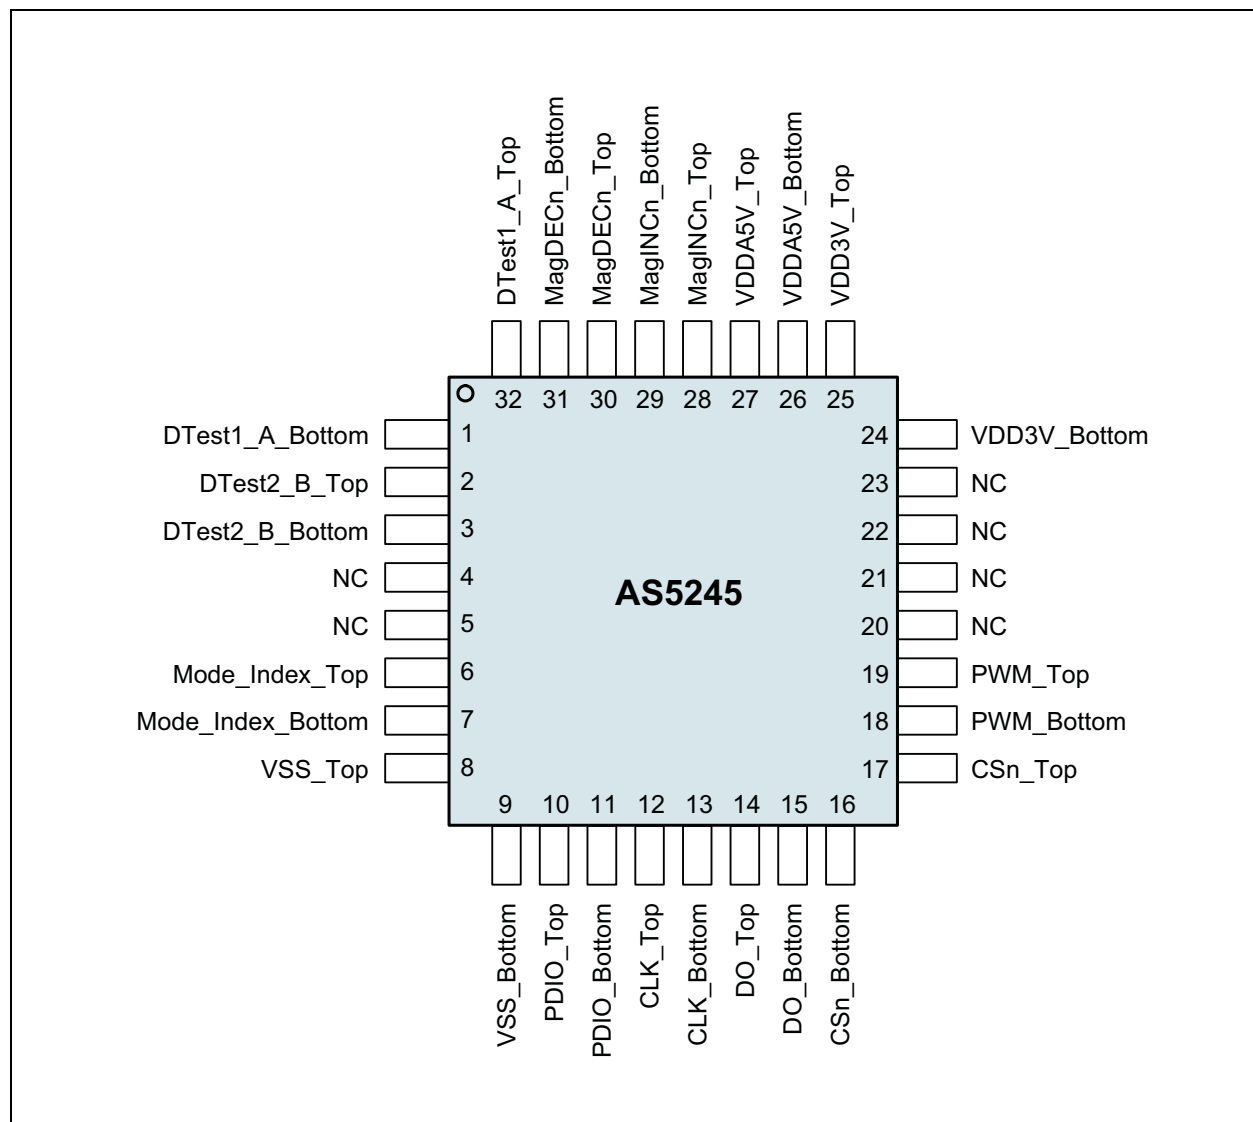 DTest1_A_Top
MagDECn_Bottom
MagDECn_Top
MagINCn_Bottom
MagINCn_Top
VDDA5V_Top
VDDA5V_Bottom
VDD3V_Top
32 31 30 29 28 27 26 25
DTest1_A_Bottom 1 24 VDD3V_Bottom
DTest2_B_Top 2 23 NC
DTest2_B_Bottom 3 22 NC
NC 4 21 NC
AS5245
NC 5 20 NC
Mode_Index_Top 6 19 PWM_Top
Mode_Index_Bottom 7 18 PWM_Bottom
VSS_Top 8 17 CSn_Top
9 10 11 12 13 14 15 16
VSS_Bottom
PDIO_Top
PDIO_Bottom
CLK_Top
CLK_Bottom
DO_Top
DO_Bottom
CSn_Bottom